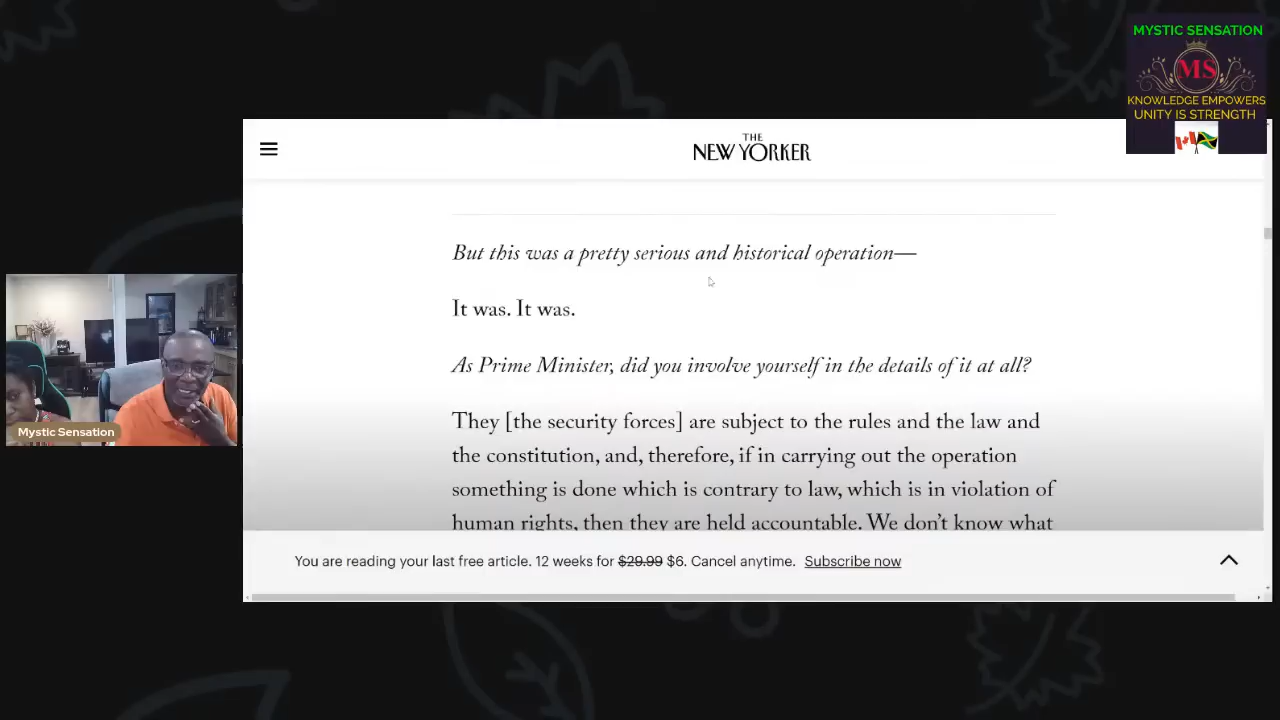 MYSTIC SENSATION
MS
KNOWLEDGE EMPOWERS
UNITY IS STRENGTH
THE
NEW YORKER
But this was a pretty serious and historical operation—
It was. It was.
As Prime Minister, did you involve yourself in the details of it at all?
They [the security forces] are subject to the rules and the law and
the constitution, and, therefore, if in carrying out the operation
something is done which is contrary to law, which is in violation of
human rights, then they are held accountable. We don’t know what
Mystic Sensation
You are reading your last free article. 12 weeks for $29.99 $6. Cancel anytime. Subscribe now